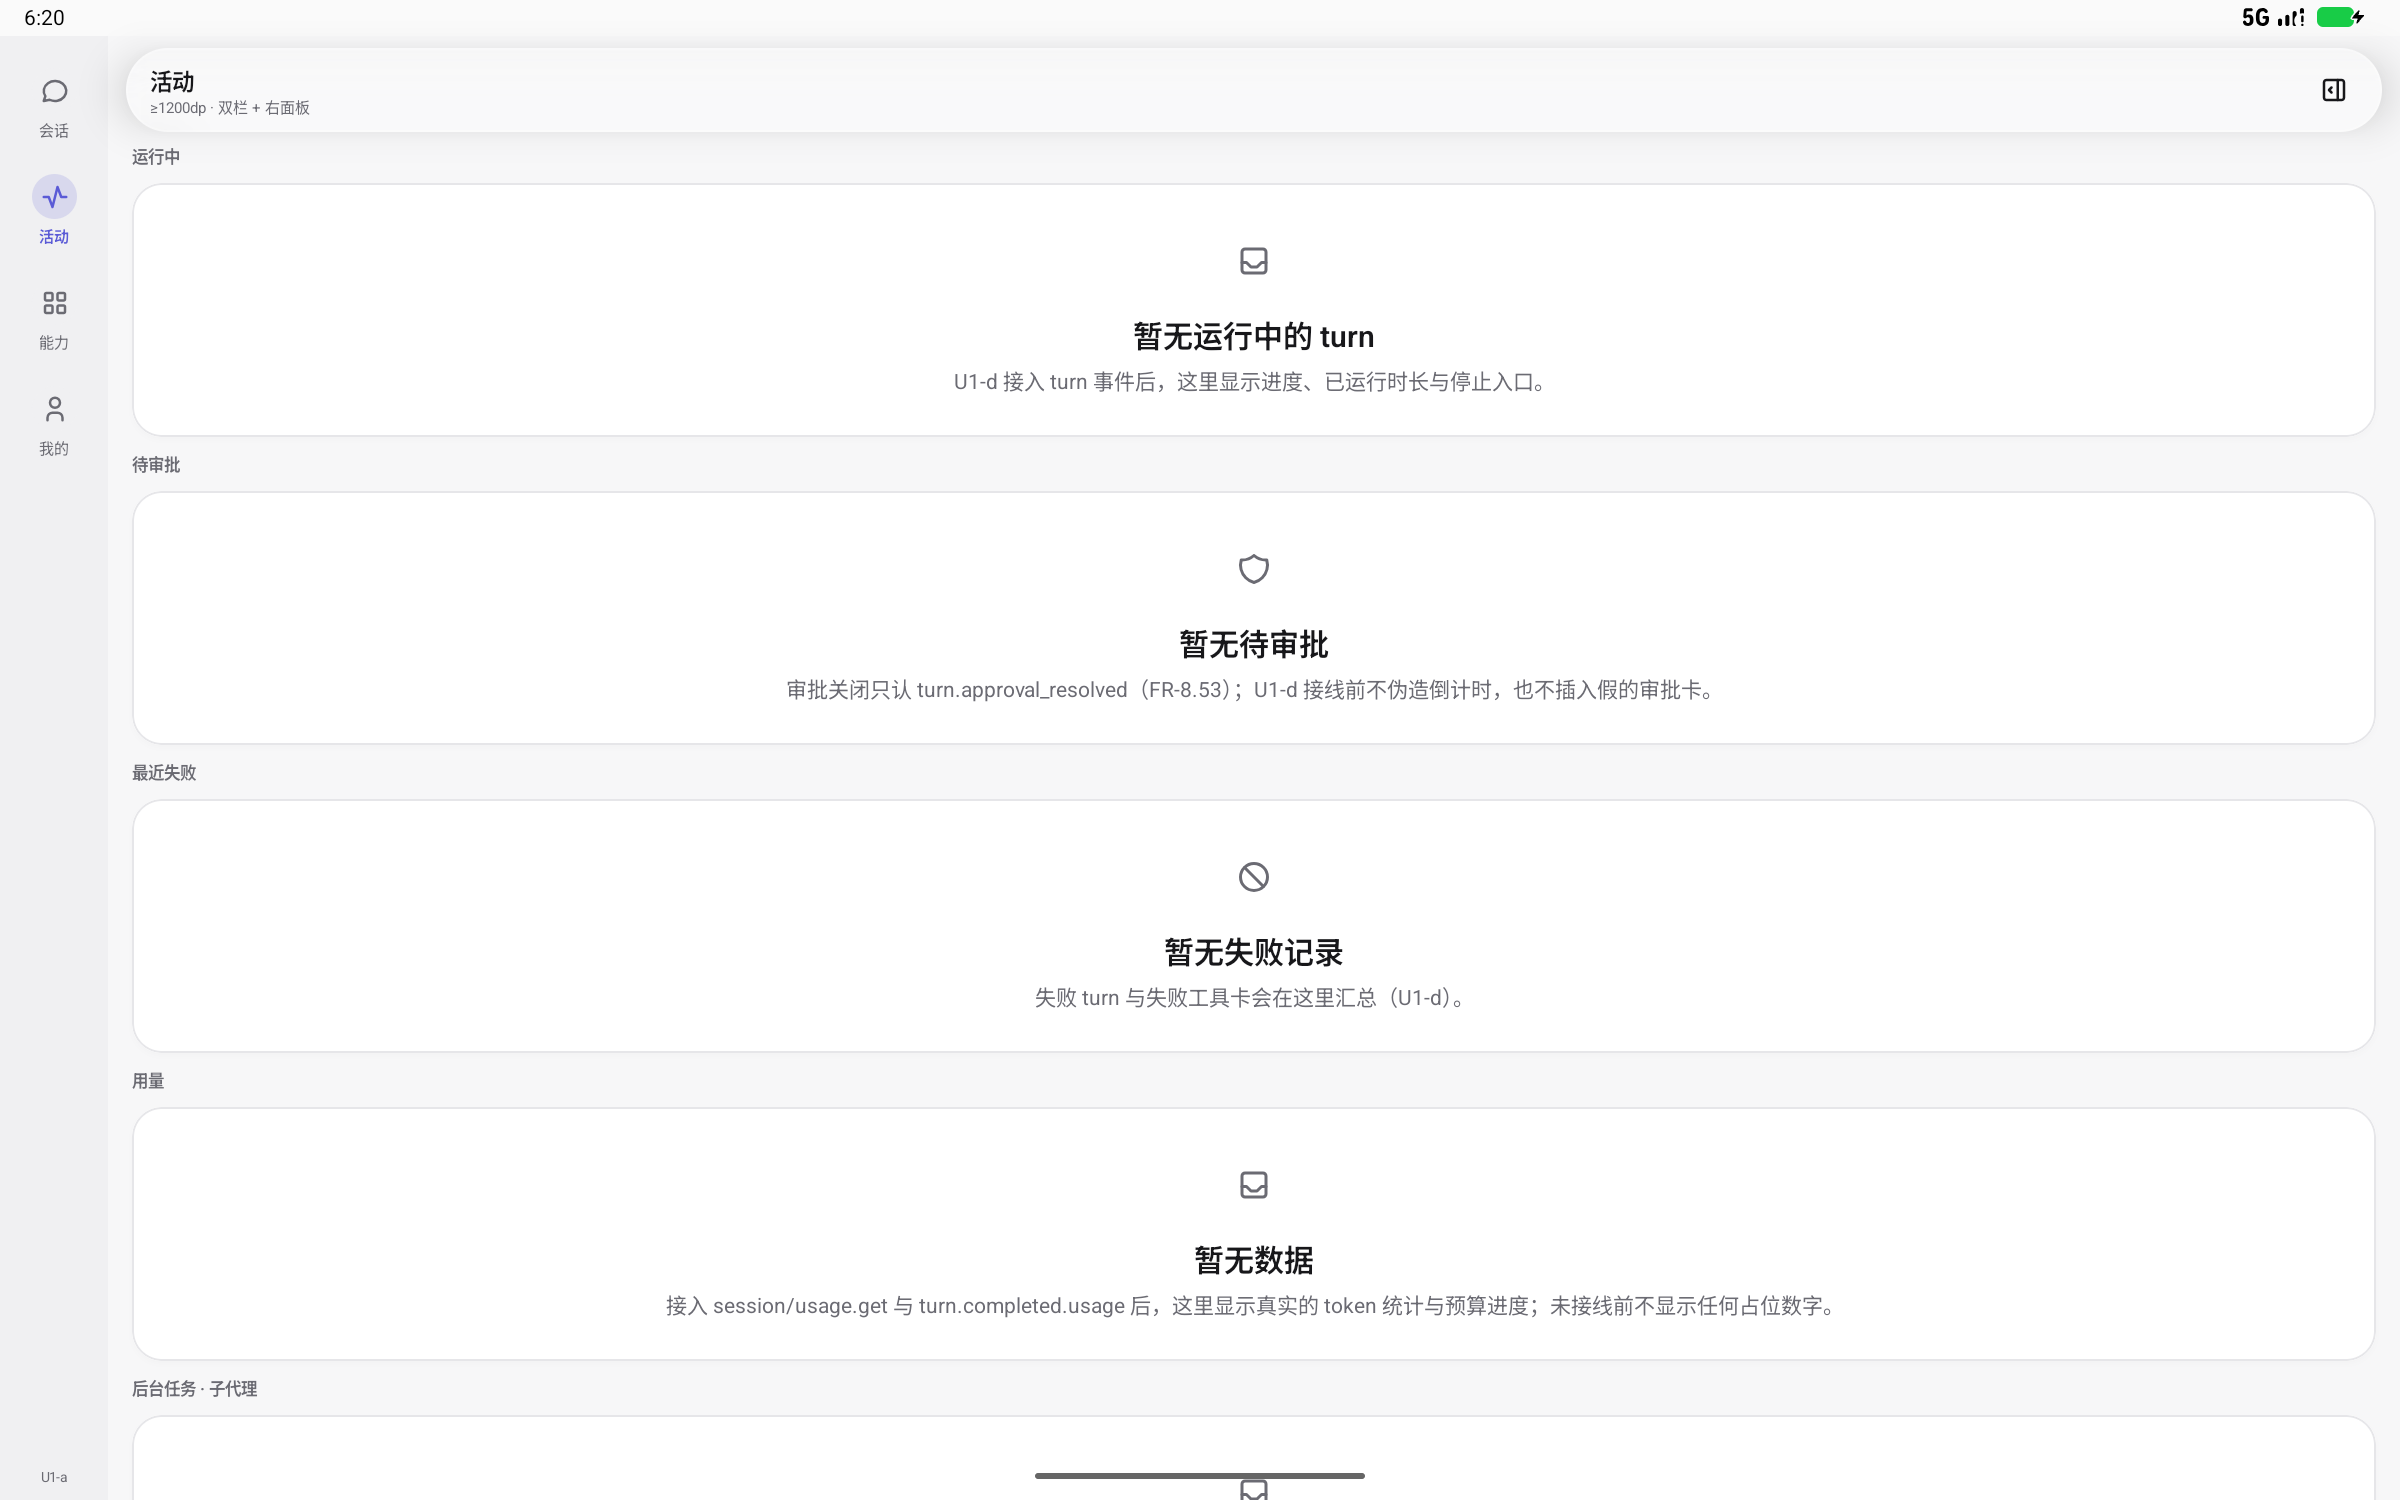 6:20
5G
会话
活动
能力
我的
U1-a
活动
≥1200dp · 双栏 + 右面板
运行中
暂无运行中的 turn
U1-d 接入 turn 事件后，这里显示进度、已运行时长与停止入口。
待审批
暂无待审批
审批关闭只认 turn.approval_resolved（FR-8.53）；U1-d 接线前不伪造倒计时，也不插入假的审批卡。
最近失败
暂无失败记录
失败 turn 与失败工具卡会在这里汇总（U1-d）。
用量
暂无数据
接入 session/usage.get 与 turn.completed.usage 后，这里显示真实的 token 统计与预算进度；未接线前不显示任何占位数字。
后台任务 · 子代理